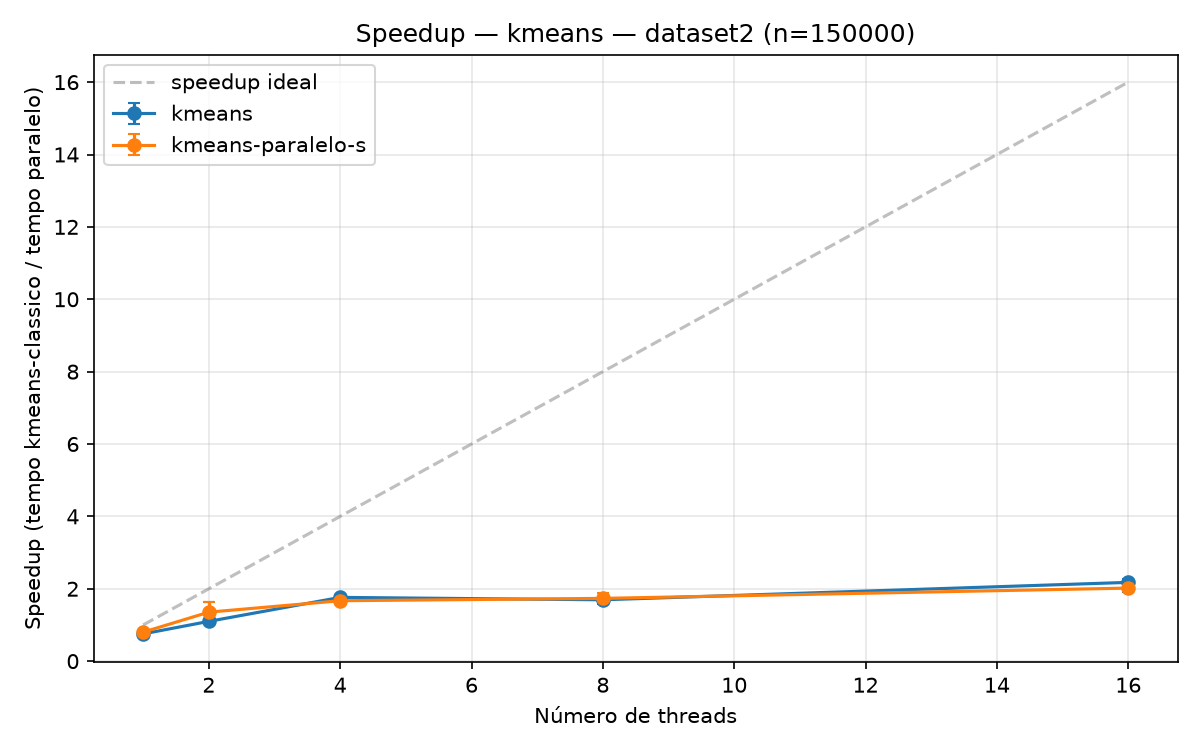 Speedup — kmeans — dataset2 (n=150000)
speedup ideal
kmeans
kmeans-paralelo-s
Speedup (tempo kmeans-classico / tempo paralelo)
16
14
12
10
8
6
4
2
0
2 4 6 8 10 12 14 16
Número de threads